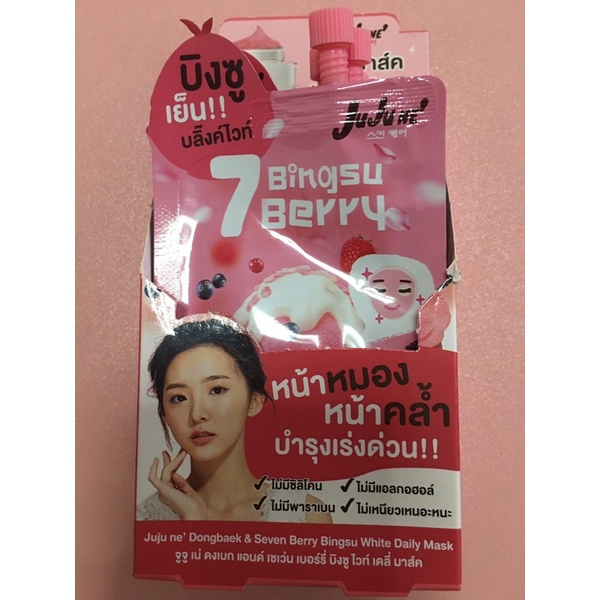 บิงซู
เย็น!!
บลิ๊งค์ไวท์
NE'
มาส์ค
JuJu NE'
스킨 케어
7 Bingsu
Berry
หน้าหมอง
หน้าคล้ำ
บำรุงเร่งด่วน!!
✓ ไม่มีซิลิโคน ✓ ไม่มีแอลกอฮอล์
✓ ไม่มีพาราเบน ✓ ไม่เหนียวเหนอะหนะ
Juju ne' Dongbaek & Seven Berry Bingsu White Daily Mask
จูจู เน่ ดงเบก แอนด์ เซเว่น เบอร์รี่ บิงซู ไวท์ เดลี่ มาส์ค